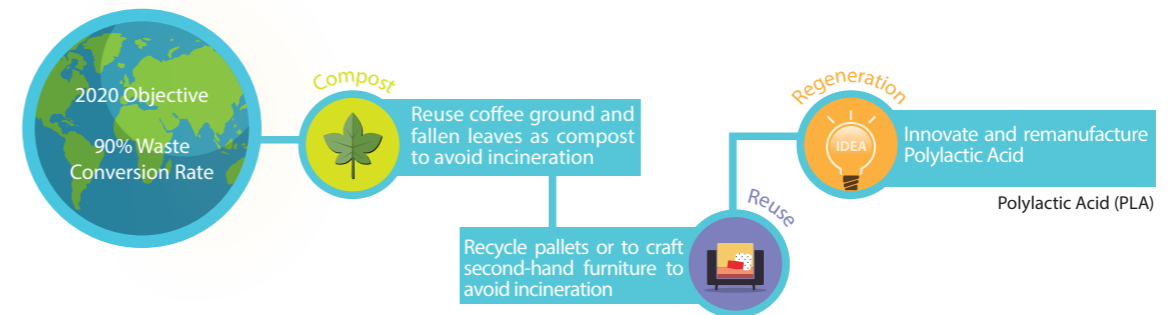 2020 Objective
90% Waste
Conversion Rate
Compost
Reuse coffee ground and
fallen leaves as compost
to avoid incineration
Reuse
Recycle pallets or to craft
second-hand furniture to
avoid incineration
Regeneration
IDEA
Innovate and remanufacture
Polylactic Acid
Polylactic Acid (PLA)